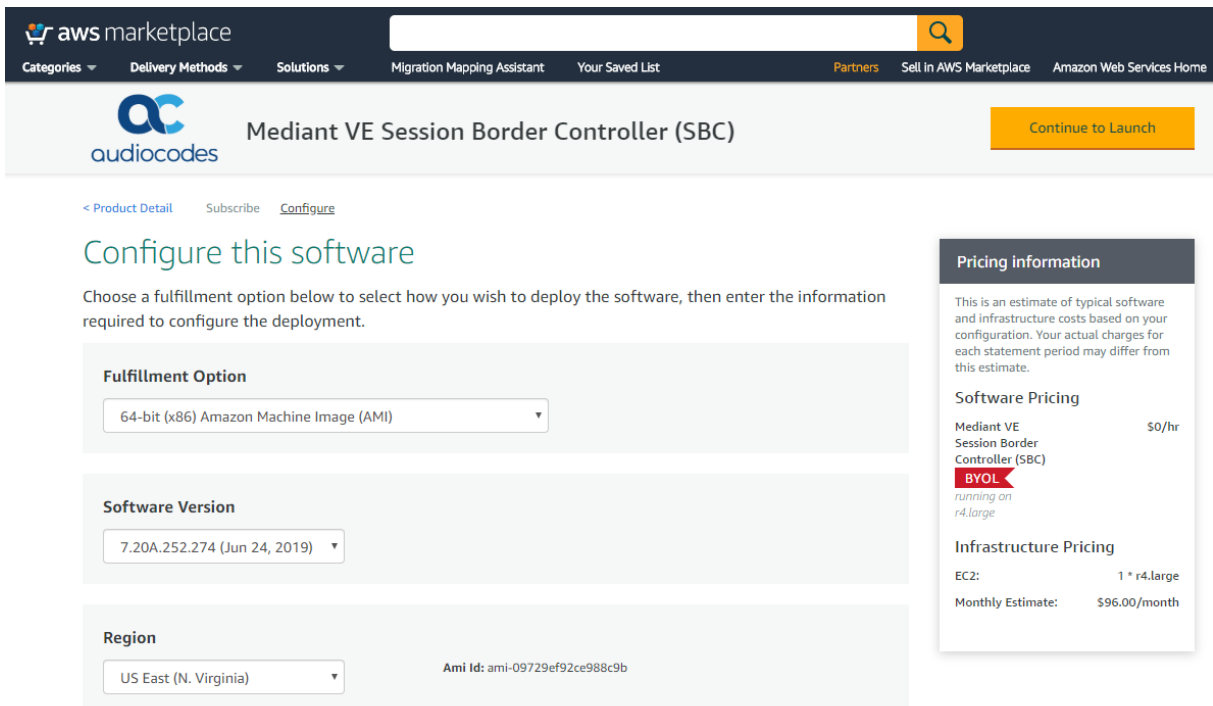 aws marketplace
Categories Delivery Methods Solutions Migration Mapping Assistant Your Saved List Partners Sell in AWS Marketplace Amazon Web Services Home
audiocodes
Mediant VE Session Border Controller (SBC)
Continue to Launch
< Product Detail Subscribe Configure
Configure this software
Choose a fulfillment option below to select how you wish to deploy the software, then enter the information
required to configure the deployment.
Fulfillment Option
64-bit (x86) Amazon Machine Image (AMI)
Software Version
7.20A.252.274 (Jun 24, 2019)
Region
US East (N. Virginia)
Ami Id: ami-09729ef92ce988c9b
Pricing information
This is an estimate of typical software
and infrastructure costs based on your
configuration. Your actual charges for
each statement period may differ from
this estimate.
Software Pricing
Mediant VE $0/hr
Session Border
Controller (SBC)
BYOL
running on
r4.large
Infrastructure Pricing
EC2: 1 * r4.large
Monthly Estimate: $96.00/month